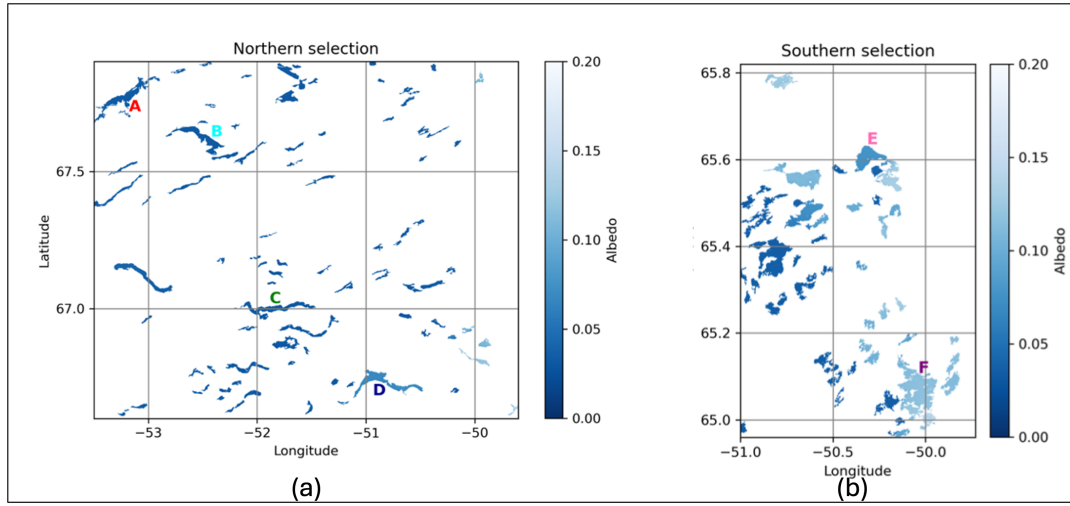 Northern selection
A
B
C
D
67.5
67.0
Latitude
−53
−52
−51
−50
Longitude
0.20
0.15
0.10
0.05
0.00
Albedo
(a)
Southern selection
E
F
65.8
65.6
65.4
65.2
65.0
−51.0
−50.5
−50.0
Longitude
0.20
0.15
0.10
0.05
0.00
Albedo
(b)